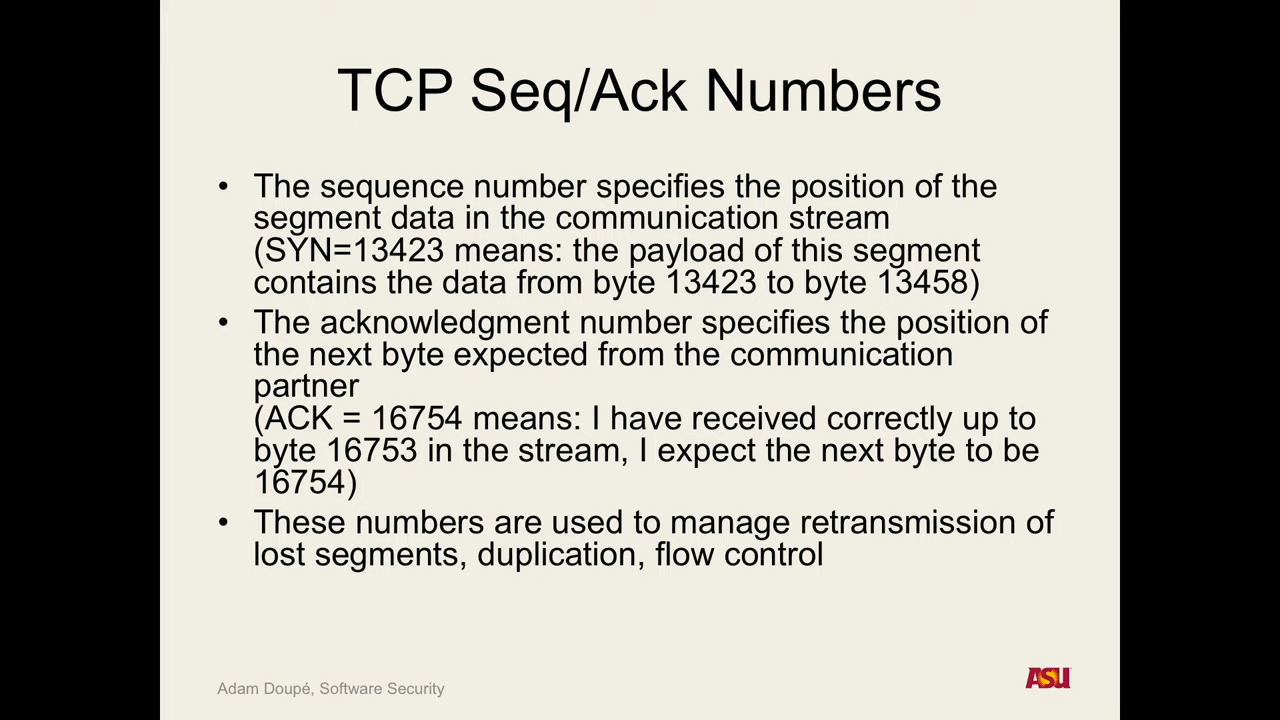 TCP Seq/Ack Numbers
• The sequence number specifies the position of the
segment data in the communication stream
(SYN=13423 means: the payload of this segment
contains the data from byte 13423 to byte 13458)
• The acknowledgment number specifies the position of
the next byte expected from the communication
partner
(ACK = 16754 means: I have received correctly up to
byte 16753 in the stream, I expect the next byte to be
16754)
• These numbers are used to manage retransmission of
lost segments, duplication, flow control
Adam Doupé, Software Security
ASU